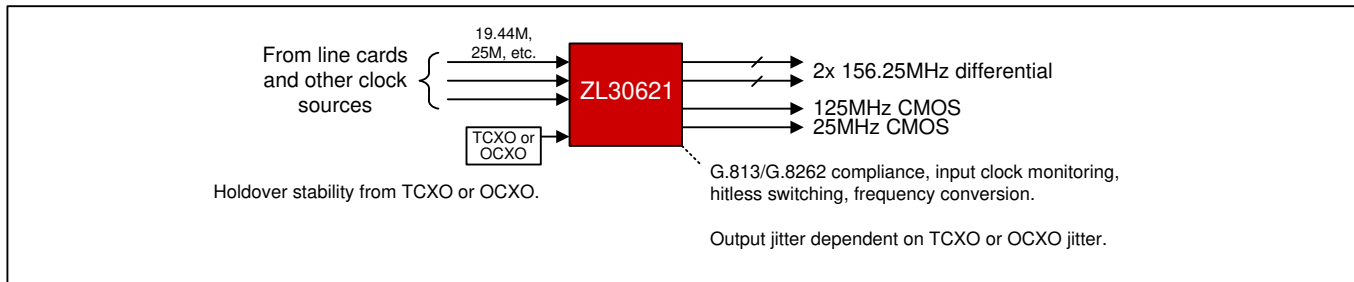 From line cards
and other clock
sources
19.44M,
25M, etc.
TCXO or
OCXO
ZL30621
2x 156.25MHz differential
125MHz CMOS
25MHz CMOS
Holdover stability from TCXO or OCXO.
G.813/G.8262 compliance, input clock monitoring,
hitless switching, frequency conversion.
Output jitter dependent on TCXO or OCXO jitter.